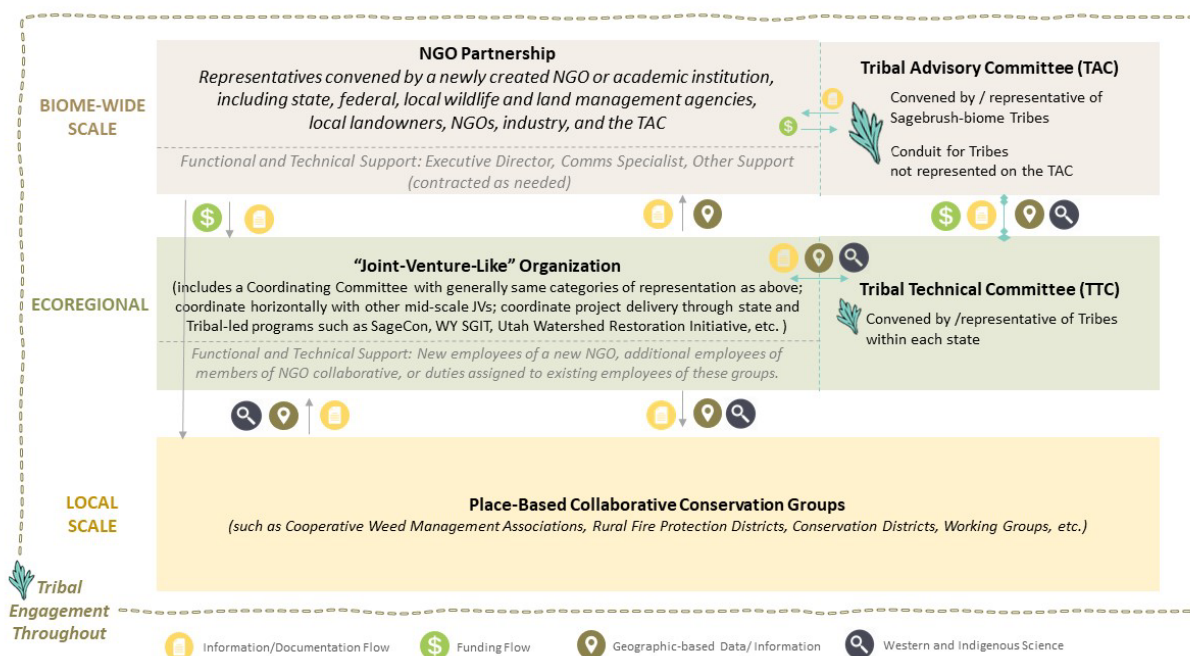 NGO Partnership
Representatives convened by a newly created NGO or academic institution,
including state, federal, local wildlife and land management agencies,
local landowners, NGOs, industry, and the TAC
Functional and Technical Support: Executive Director, Comms Specialist, Other Support
(contracted as needed)
BIOME-WIDE
SCALE
Tribal Advisory Committee (TAC)
Convened by / representative of
Sagebrush-biome Tribes
Conduit for Tribes
not represented on the TAC
$
$
$
ECOREGIONAL
“Joint-Venture-Like” Organization
(includes a Coordinating Committee with generally same categories of representation as above;
coordinate horizontally with other mid-scale JVs; coordinate project delivery through state and
Tribal-led programs such as SageCon, WY SGIT, Utah Watershed Restoration Initiative, etc. )
Functional and Technical Support: New employees of a new NGO, additional employees of
members of NGO collaborative, or duties assigned to existing employees of these groups.
Tribal Technical Committee (TTC)
Convened by /representative of Tribes
within each state
LOCAL
SCALE
Place-Based Collaborative Conservation Groups
(such as Cooperative Weed Management Associations, Rural Fire Protection Districts, Conservation Districts, Working Groups, etc.)
Tribal
Engagement
Throughout
Information/Documentation Flow
$ Funding Flow
Geographic-based Data/ Information
Western and Indigenous Science